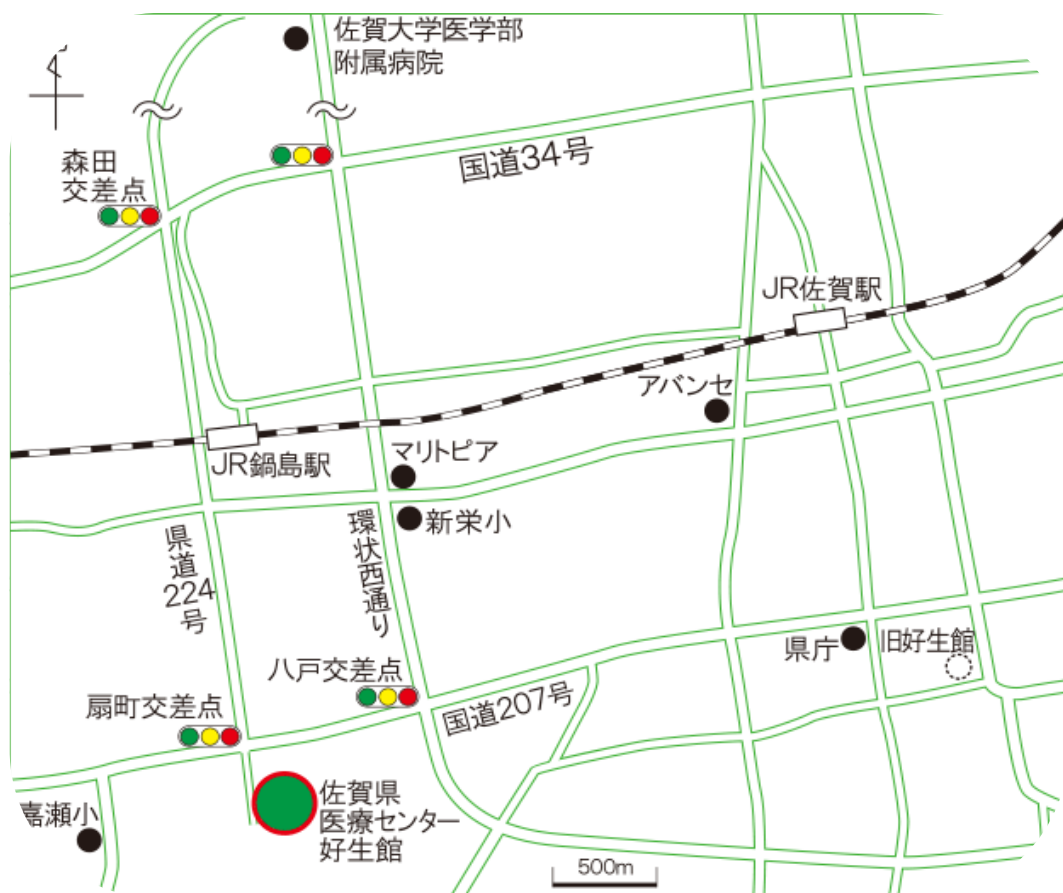 佐賀大学医学部
附属病院
森田
交差点
国道34号
JR佐賀駅
アバンセ
JR鍋島駅
マリトピア
新栄小
県道224号
環状西通り
県庁
旧好生館
八戸交差点
国道207号
扇町交差点
嘉瀬小
佐賀県
医療センター
好生館
500m